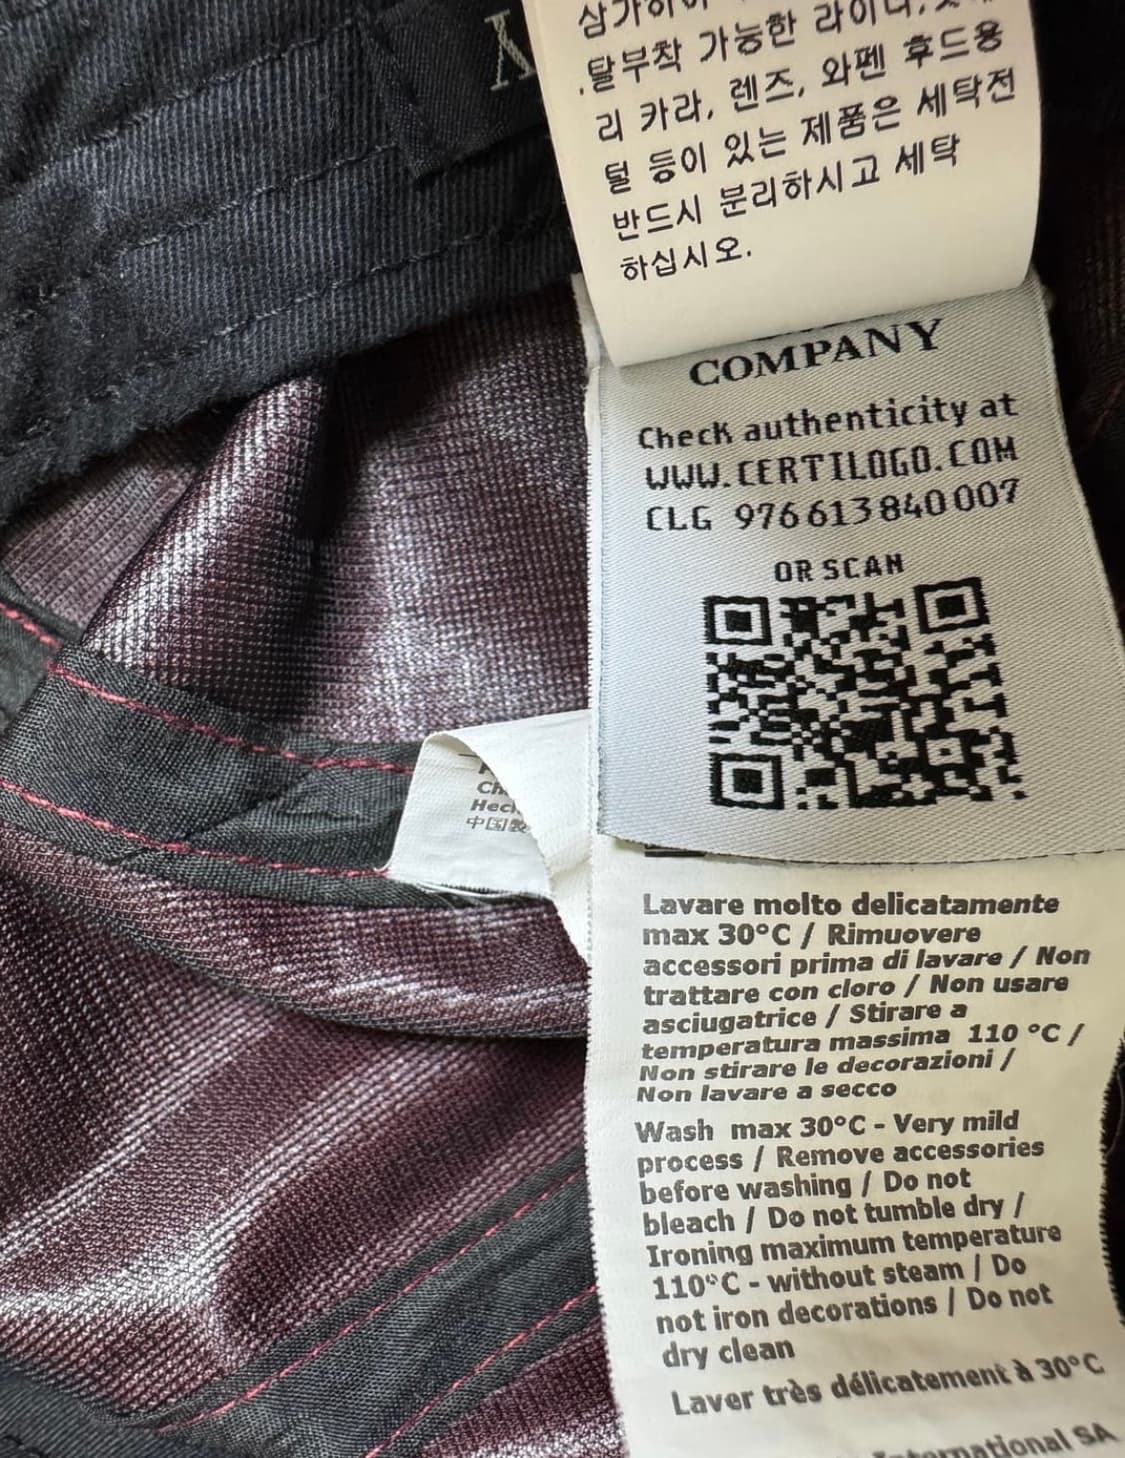 .탈부착 가능한
리 카라, 렌즈, 와펜 후드용
털 등이 있는 제품은 세탁전
반드시 분리하시고 세탁
하십시오.
COMPANY
Check authenticity at
WWW.CERTILOGO.COM
CLG 976613840007
OR SCAN
中国製
Lavare molto delicatamente
max 30°C / Rimuovere
accessori prima di lavare / Non
trattare con cloro / Non usare
asciugatrice / Stirare a
temperatura massima 110 °C /
Non stirare le decorazioni /
Non lavare a secco
Wash max 30°C - Very mild
process / Remove accessories
before washing / Do not
bleach / Do not tumble dry /
Ironing maximum temperature
110°C - without steam / Do
not iron decorations / Do not
dry clean
Laver très délicatement à 30°C
International SA